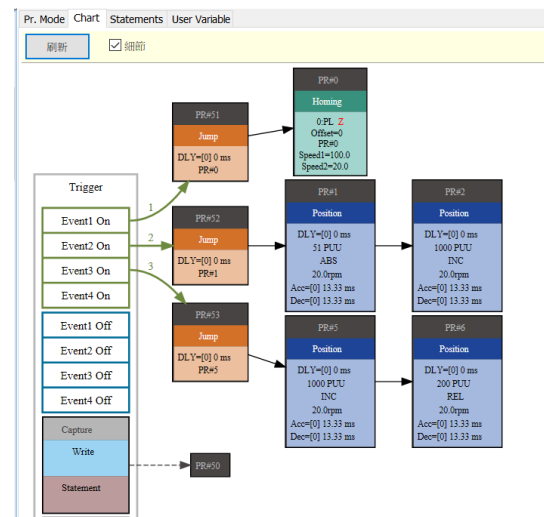 Pr. Mode Chart Statements User Variable
刷新 細節
PR#0
Homing
0:PL Z
Offset=0
PR#0
Speed1=100.0
Speed2=20.0
PR#51
Jump
DLY=[0] 0 ms
PR#0
Trigger
Event1 On
Event2 On
Event3 On
Event4 On
Event1 Off
Event2 Off
Event3 Off
Event4 Off
Capture
Write
Statement
1
2
3
PR#52
Jump
DLY=[0] 0 ms
PR#1
PR#1
Position
DLY=[0] 0 ms
51 PUU
ABS
20.0rpm
Acc=[0] 13.33 ms
Dec=[0] 13.33 ms
PR#2
Position
DLY=[0] 0 ms
1000 PUU
INC
20.0rpm
Acc=[0] 13.33 ms
Dec=[0] 13.33 ms
PR#53
Jump
DLY=[0] 0 ms
PR#5
PR#5
Position
DLY=[0] 0 ms
1000 PUU
INC
20.0rpm
Acc=[0] 13.33 ms
Dec=[0] 13.33 ms
PR#6
Position
DLY=[0] 0 ms
200 PUU
REL
20.0rpm
Acc=[0] 13.33 ms
Dec=[0] 13.33 ms
PR#50